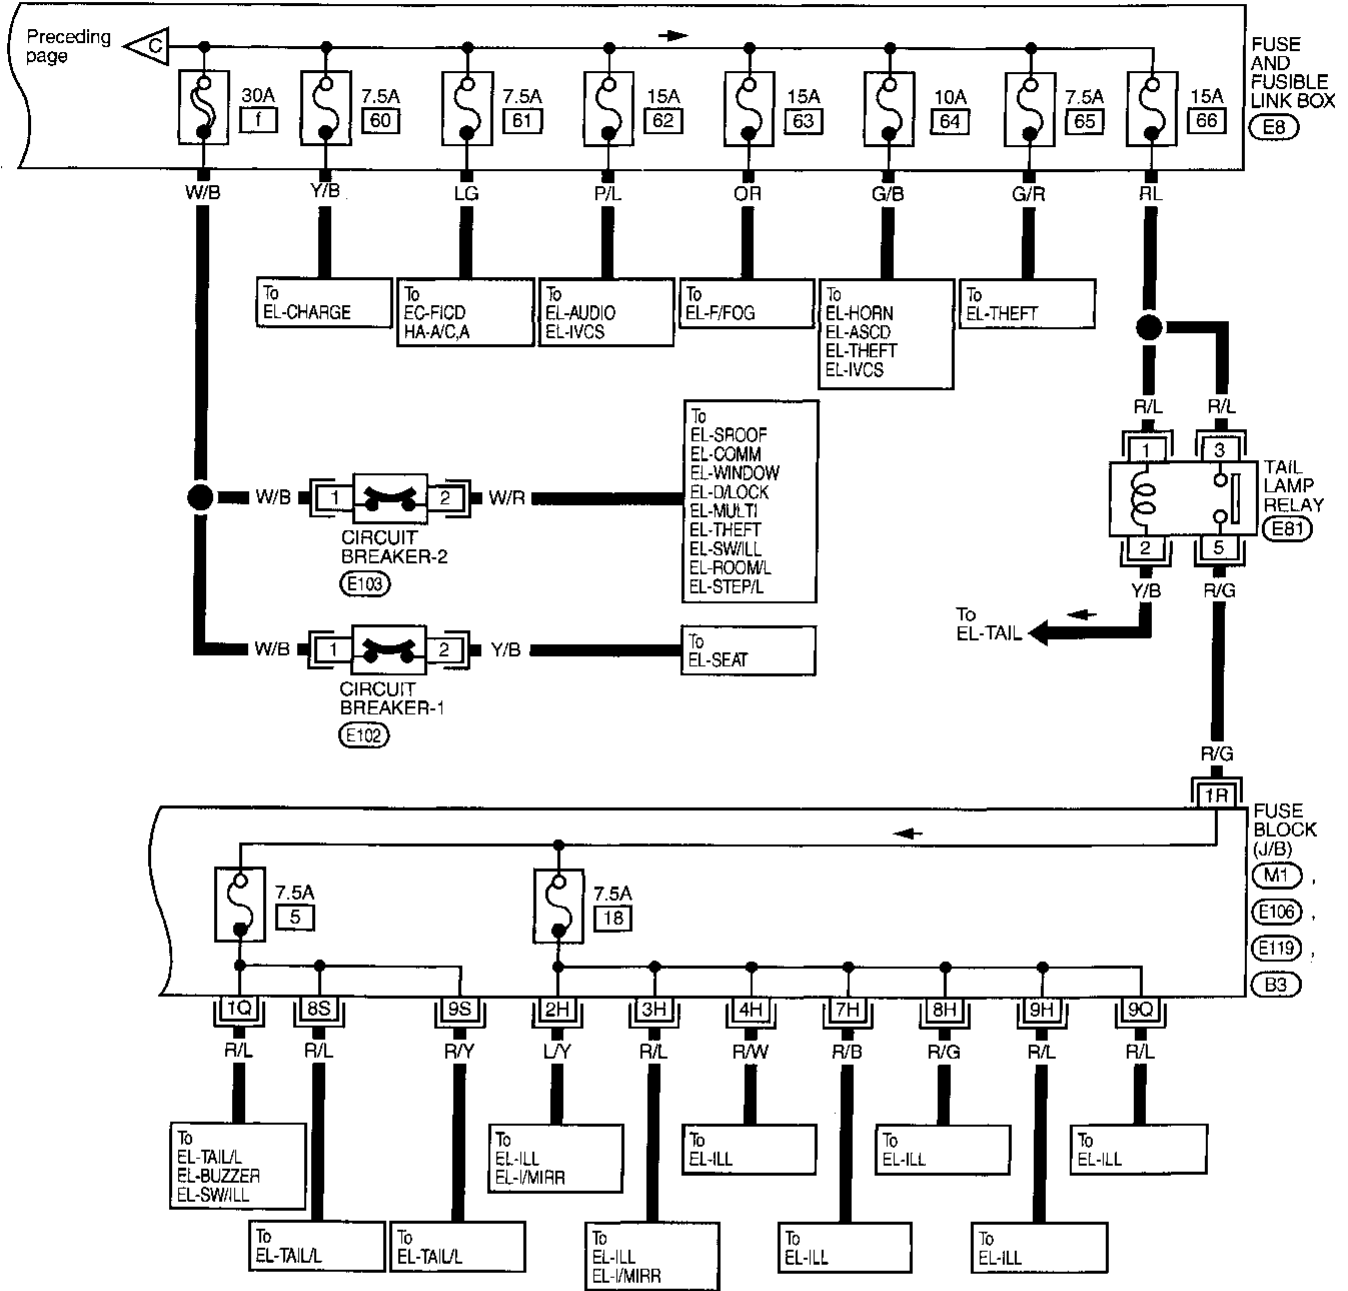 Preceding
page
C
30A
f
7.5A
60
7.5A
61
15A
62
15A
63
10A
64
7.5A
65
15A
66
FUSE
AND
FUSIBLE
LINK BOX
E8
W/B
Y/B
LG
P/L
OR
G/B
G/R
RL
To
EL-CHARGE
To
EC-FICD
HA-A/C,A
To
EL-AUDIO
EL-IVCS
To
EL-F/FOG
To
EL-HORN
EL-ASCD
EL-THEFT
EL-IVCS
To
EL-THEFT
R/L
R/L
1
3
TAIL
LAMP
RELAY
E81
2
5
Y/B
R/G
To
EL-TAIL
W/B
1
2
W/R
CIRCUIT
BREAKER-2
E103
To
EL-SROOF
EL-COMM
EL-WINDOW
EL-D/LOCK
EL-MULTI
EL-THEFT
EL-SW/ILL
EL-ROOM/L
EL-STEP/L
W/B
1
2
Y/B
CIRCUIT
BREAKER-1
E102
To
EL-SEAT
R/G
1R
FUSE
BLOCK
(J/B)
M1 ,
E106 ,
E119 ,
B3
7.5A
5
7.5A
18
1Q
8S
9S
2H
3H
4H
7H
8H
9H
9Q
R/L
R/L
R/Y
L/Y
R/L
R/W
R/B
R/G
R/L
R/L
To
EL-TAIL/L
EL-BUZZER
EL-SW/ILL
To
EL-ILL
EL-I/MIRR
To
EL-ILL
To
EL-ILL
To
EL-ILL
To
EL-TAIL/L
To
EL-TAIL/L
To
EL-ILL
EL-I/MIRR
To
EL-ILL
To
EL-ILL